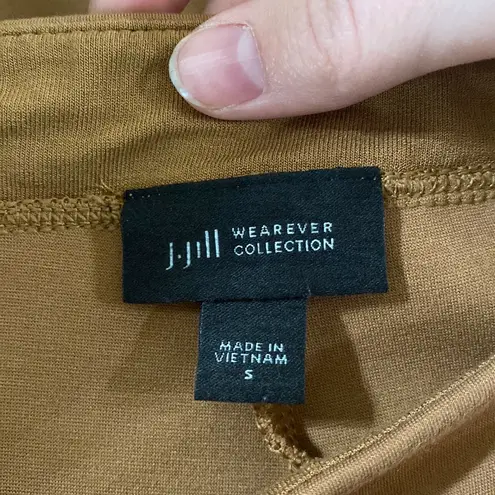 J.Jill WEAREVER
COLLECTION
MADE IN
VIETNAM
S